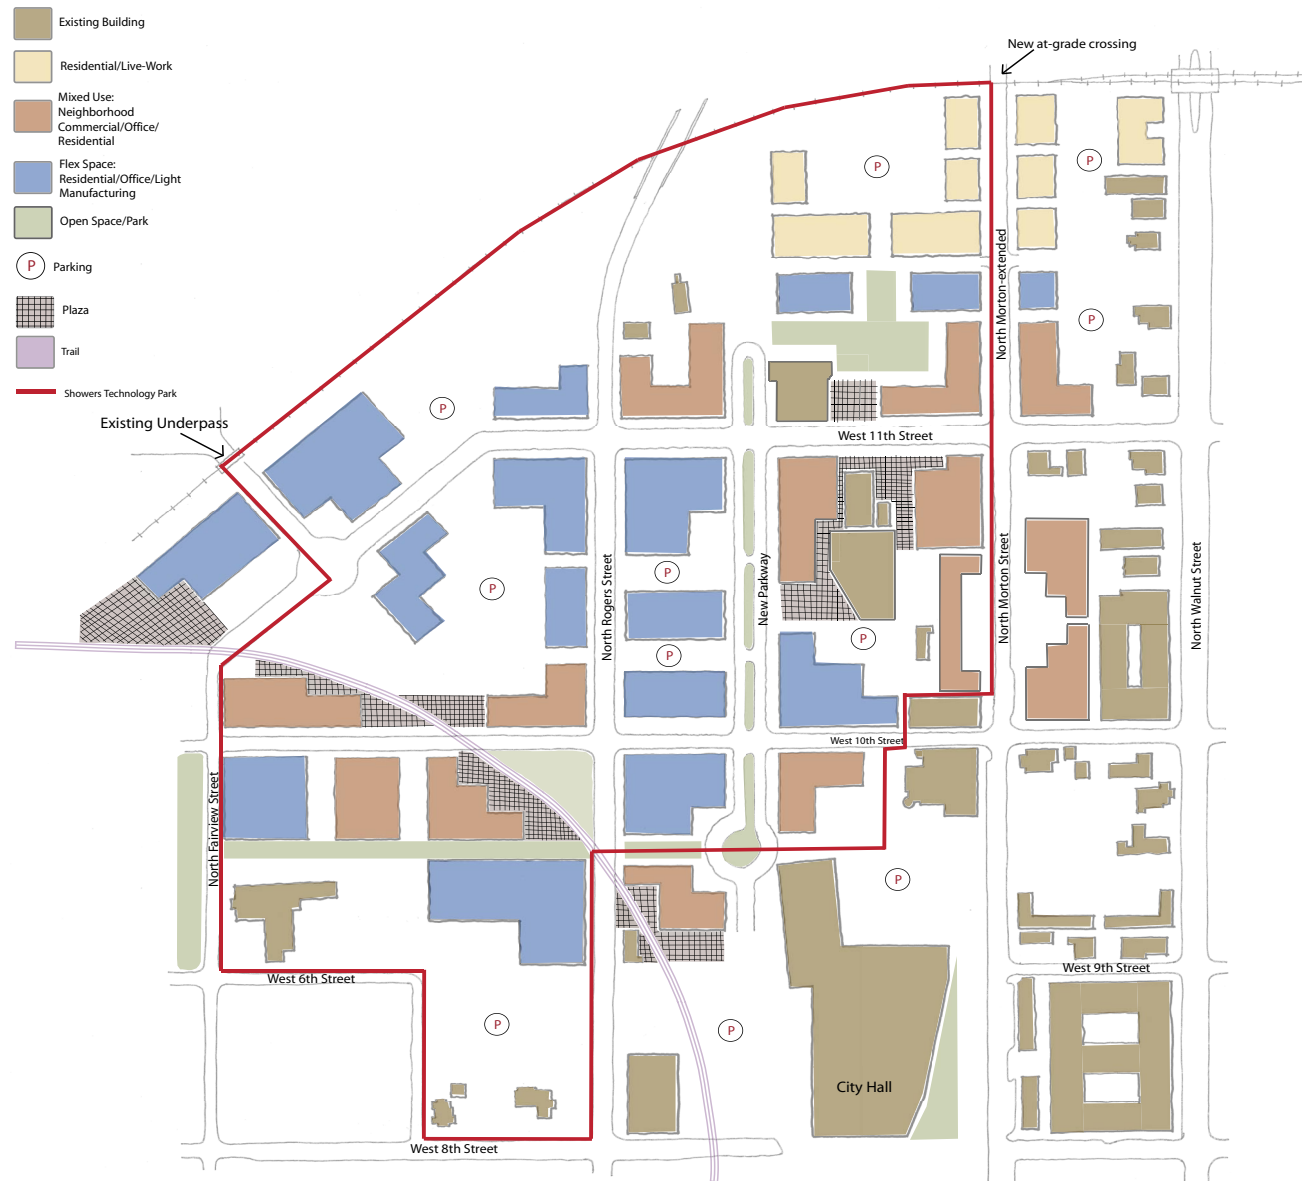 Existing Building
Residential/Live-Work
Mixed Use:
Neighborhood
Commercial/Office/
Residential
Flex Space:
Residential/Office/Light
Manufacturing
Open Space/Park
P
Parking
Plaza
Trail
Showers Technology Park
New at-grade crossing
P
P
North Morton-extended
P
P
Existing Underpass
West 11th Street
North Rogers Street
New Parkway
North Morton Street
North Walnut Street
P
P
P
P
West 10th Street
North Fairview Street
P
West 6th Street
West 9th Street
P
P
City Hall
West 8th Street